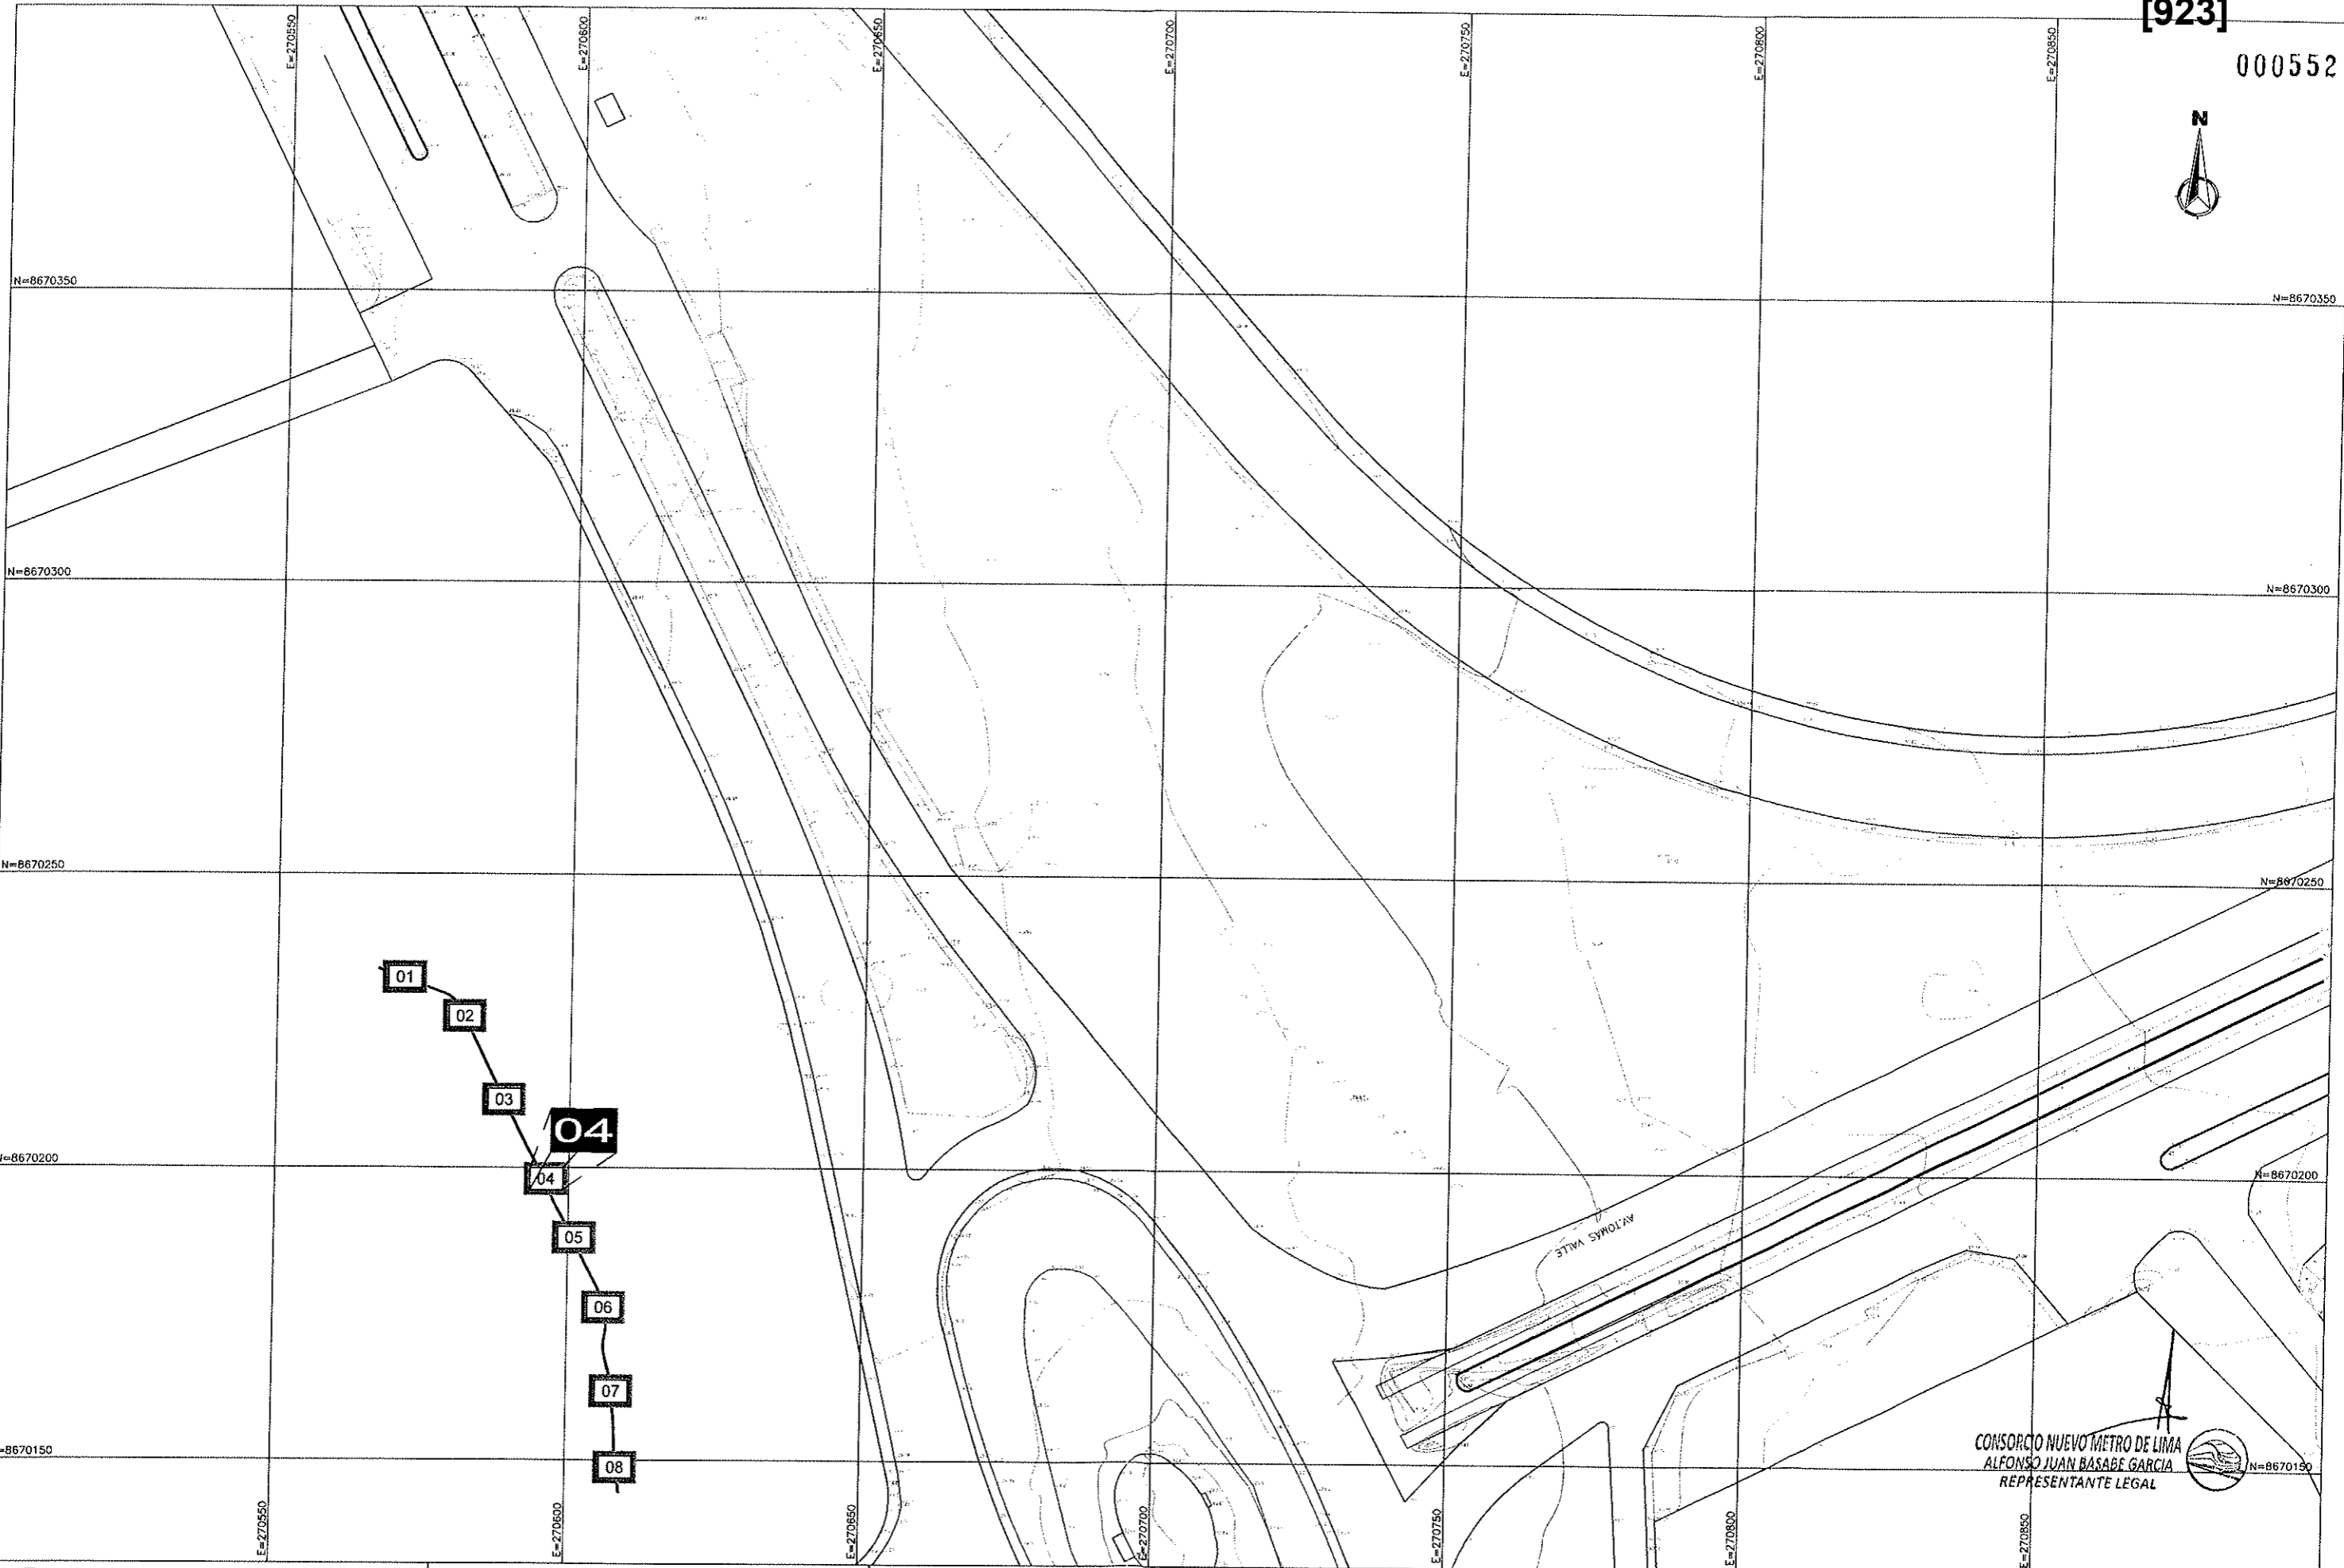 [923]
000552
E=270550
E=270600
E=270650
E=270700
E=270750
E=270800
E=270850
N
N=8670350
N=8670350
N=8670300
N=8670300
N=8670250
N=8670250
01
02
03
04
04
05
06
07
08
N=8670200
N=8670200
AV.TOMÁS VALLE
=8670150
N=8670150
CONSORCIO NUEVO METRO DE LIMA
ALFONSO JUAN BASABE GARCIA
REPRESENTANTE LEGAL
E=270550
E=270600
E=270650
E=270700
E=270750
E=270800
E=270850